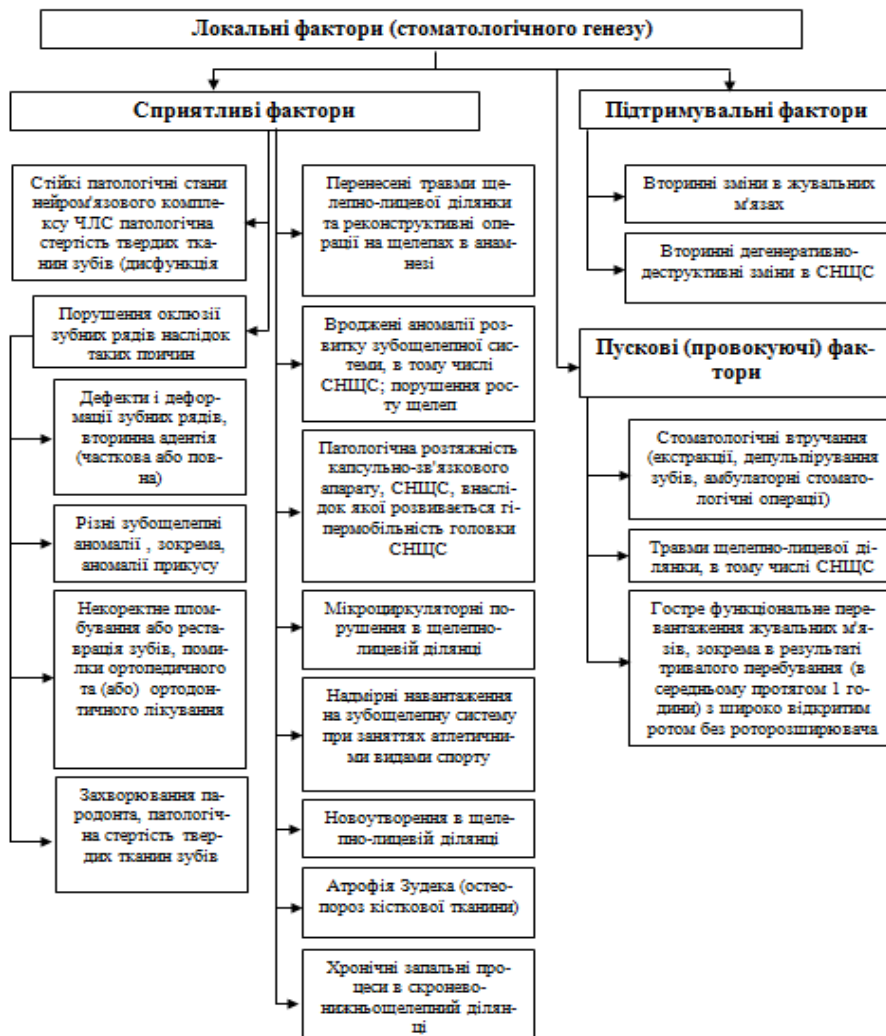 Локальні фактори (стоматологічного генезу)
Сприятливі фактори
Стійкі патологічні стани
нейром'язового комплек-
су ЧЛС патологічна
стертість твердих тка-
нин зубів (дисфункція
Порушення оклюзії
зубних рядів наслідок
таких причин
Дефекти і дефор-
мації зубних рядів,
вторинна адентія
(часткова або пов-
на)
Різні зубощелепні
аномалії , зокрема,
аномалії прикусу
Некоректне плом-
бування або рестав-
рація зубів, поми-
лки ортопедичного
та (або) ортодон-
тичного лікування
Захворювання па-
родонта, патологіч-
на стертість твер-
дих тканин зубів
Перенесені травми ще-
лепно-лицевої ділянки
та реконструктивні опе-
рації на щелепах в анам-
незі
Вроджені аномалії роз-
витку зубощелепної сис-
теми, в тому числі
СНЩС; порушення
росту щелеп
Патологічна розтяжність
капсульно-зв'язкового
апарату, СНЩС, внаслі-
док якої розвивається гі-
пермобільність головки
СНЩС
Мікроциркуляторні по-
рушення в щелепно-
лицевій ділянці
Надмірні навантаження
на зубощелепну систему
при заняттях атлетични-
ми видами спорту
Новоутворення в щеле-
пно-лицевій ділянці
Атрофія Зудека (остео-
пороз кісткової тканини)
Хронічні запальні про-
цеси в скронево-
нижньощелепний ділян-
ці
Підтримувальні фактори
Вторинні зміни в жувальних
м'язах
Вторинні дегенеративно-
деструктивні зміни в СНЩС
Пускові (провокуючі) фак-
тори
Стоматологічні втручання
(екстракції, депульпірування
зубів, амбулаторні стомато-
логічні операції)
Травми щелепно-лицевої ді-
лянки, в тому числі СНЩС
Гостре функціональне пере-
вантаження жувальних м'я-
зів, зокрема в результаті
тривалого перебування (в
середньому протягом 1 го-
дини) з широко відкритим
ротом без роторозширювача